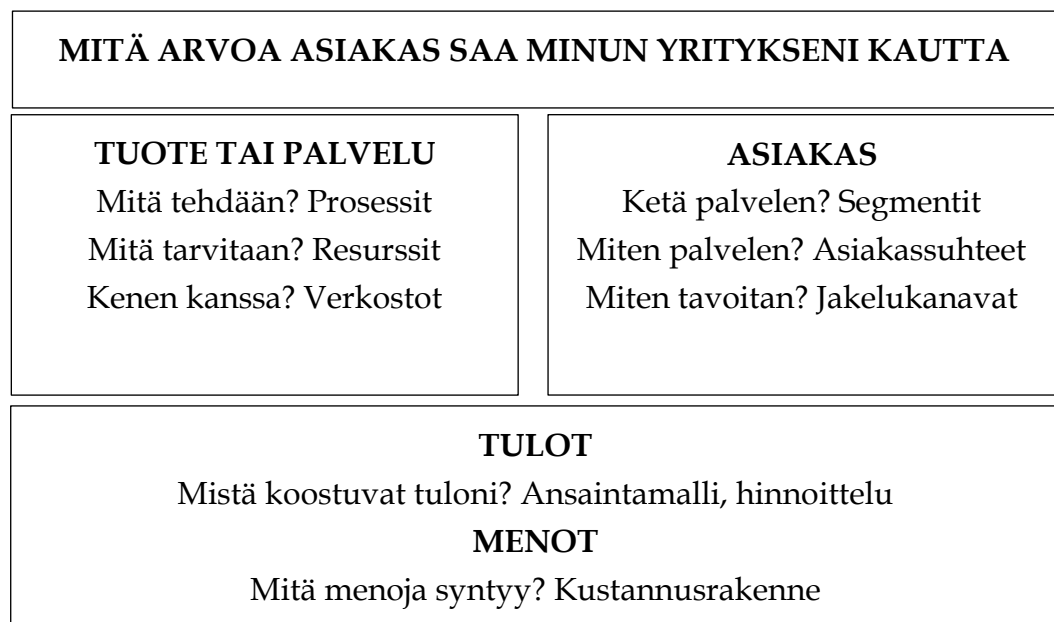 MITÄ ARVOA ASIAKAS SAA MINUN YRITYKSENI KAUTTA
TUOTE TAI PALVELU
Mitä tehdään? Prosessit
Mitä tarvitaan? Resurssit
Kenen kanssa? Verkostot
ASIAKAS
Ketä palvelen? Segmentit
Miten palvelen? Asiakassuhteet
Miten tavoitan? Jakelukanavat
TULOT
Mistä koostuvat tuloni? Ansaintamalli, hinnoittelu
MENOT
Mitä menoja syntyy? Kustannusrakenne